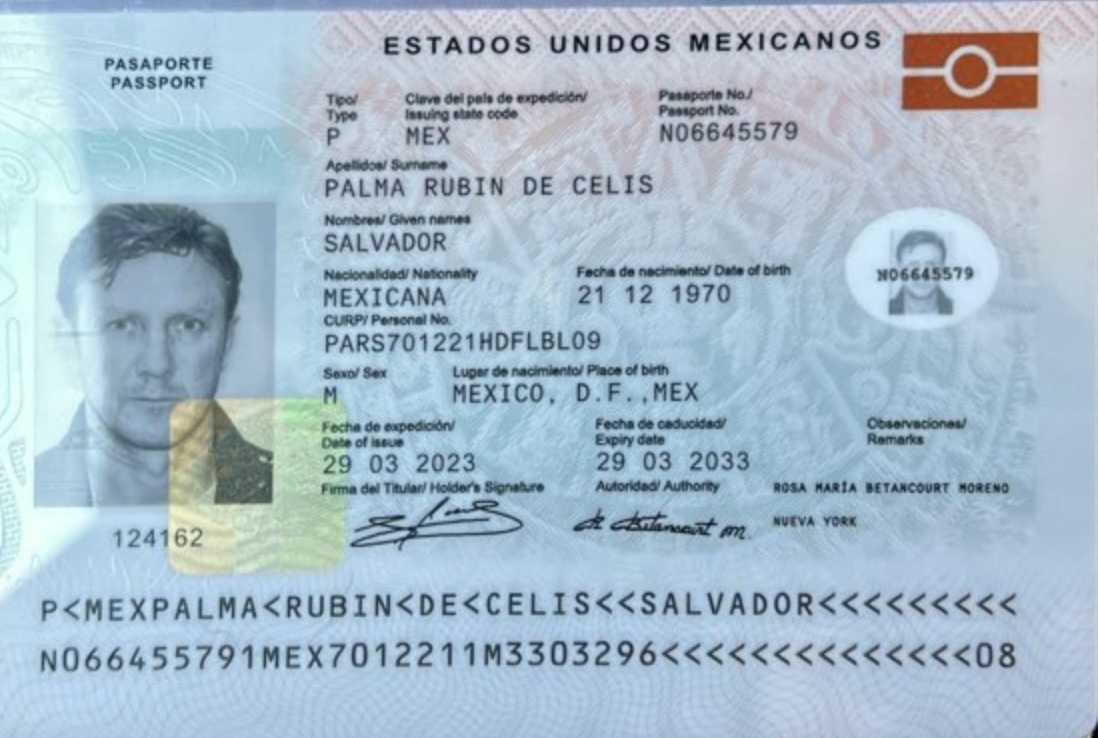 ESTADOS UNIDOS MEXICANOS
PASAPORTE
PASSPORT
Tipo/ Clave del país de expedición/ Pasaporte No./
Type Issuing state code Passport No.
P MEX N06645579
Apellidos/ Surname
PALMA RUBIN DE CELIS
Nombres/ Given names
SALVADOR
Nacionalidad/ Nationality Fecha de nacimiento/ Date of birth
MEXICANA 21 12 1970
N06645579
CURP/ Personal No.
PARS701221HDFLBL09
Sexo/ Sex Lugar de nacimiento/ Place of birth
M MEXICO, D.F.,MEX
Fecha de expedición/ Fecha de caducidad/ Observaciones/
Date of issue Expiry date Remarks
29 03 2023 29 03 2033
Firma del Titular/ Holder's Signature Autoridad/ Authority ROSA MARÍA BETANCOURT MORENO
NUEVA YORK
124162
P<MEXPALMA<RUBIN<DE<CELIS<<SALVADOR<<<<<<<<<
N066455791MEX7012211M3303296<<<<<<<<<<<<<<08